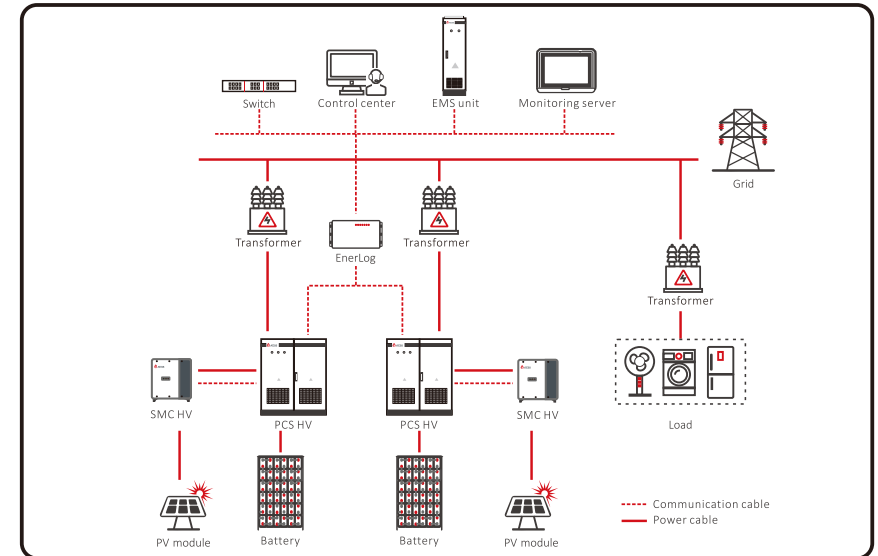 Switch
Control center
EMS unit
Monitoring server
Grid
Transformer
Transformer
EnerLog
Transformer
SMC HV
PCS HV
PCS HV
SMC HV
Load
PV module
Battery
Battery
PV module
Communication cable
Power cable